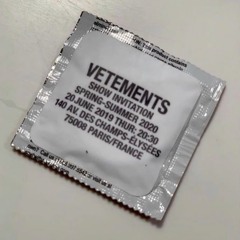 VETEMENTS
SHOW INVITATION
SPRING-SUMMER 2020
20 JUNE 2019 THUR: 20:30
140 AV. DES CHAMPS-ÉLYSÉES
75008 PARIS/FRANCE